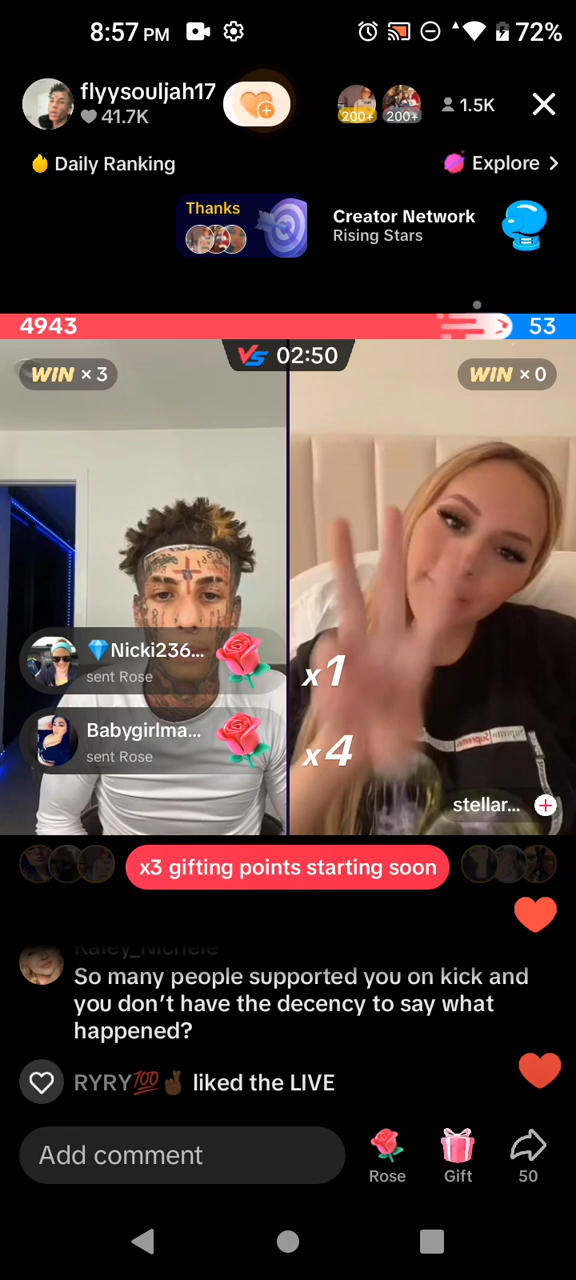 8:57 PM
72%
flyysouljah17
41.7K
200+
200+
1.5K
Daily Ranking
Explore >
Thanks
Creator Network
Rising Stars
4943
53
VS 02:50
WIN × 3
WIN × 0
Nicki236...
sent Rose
x1
Babygirlma...
sent Rose
x4
stellar...
x3 gifting points starting soon
Kaley_Nichele
So many people supported you on kick and
you don't have the decency to say what
happened?
RYRY💯 liked the LIVE
Add comment
Rose
Gift
50